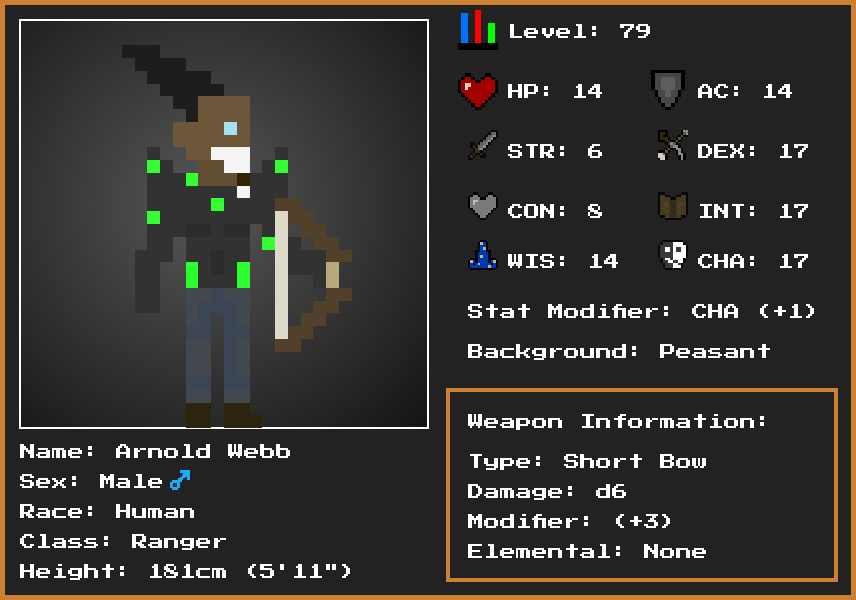 Level: 79
HP: 14 AC: 14
STR: 6 DEX: 17
CON: 8 INT: 17
WIS: 14 CHA: 17
Stat Modifier: CHA (+1)
Background: Peasant
Weapon Information:
Type: Short Bow
Damage: d6
Modifier: (+3)
Elemental: None
Name: Arnold Webb
Sex: Male♂
Race: Human
Class: Ranger
Height: 181cm (5'11")